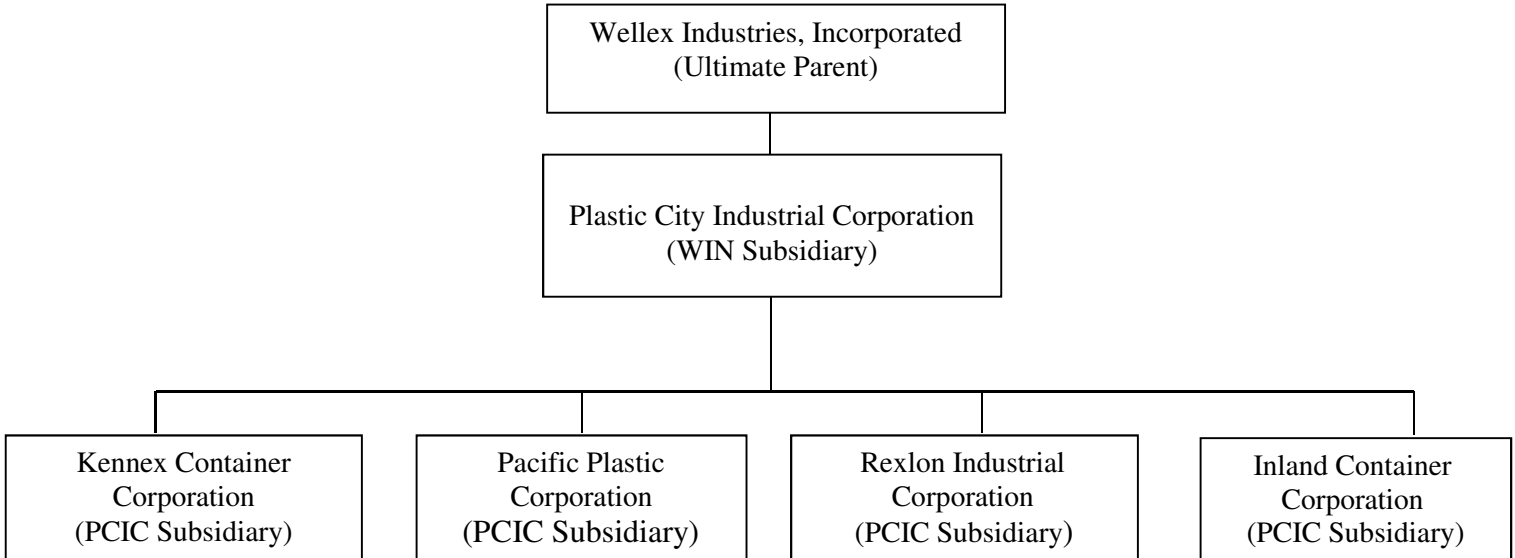 Wellex Industries, Incorporated
(Ultimate Parent)
Plastic City Industrial Corporation
(WIN Subsidiary)
Kennex Container
Corporation
(PCIC Subsidiary)
Pacific Plastic
Corporation
(PCIC Subsidiary)
Rexlon Industrial
Corporation
(PCIC Subsidiary)
Inland Container
Corporation
(PCIC Subsidiary)